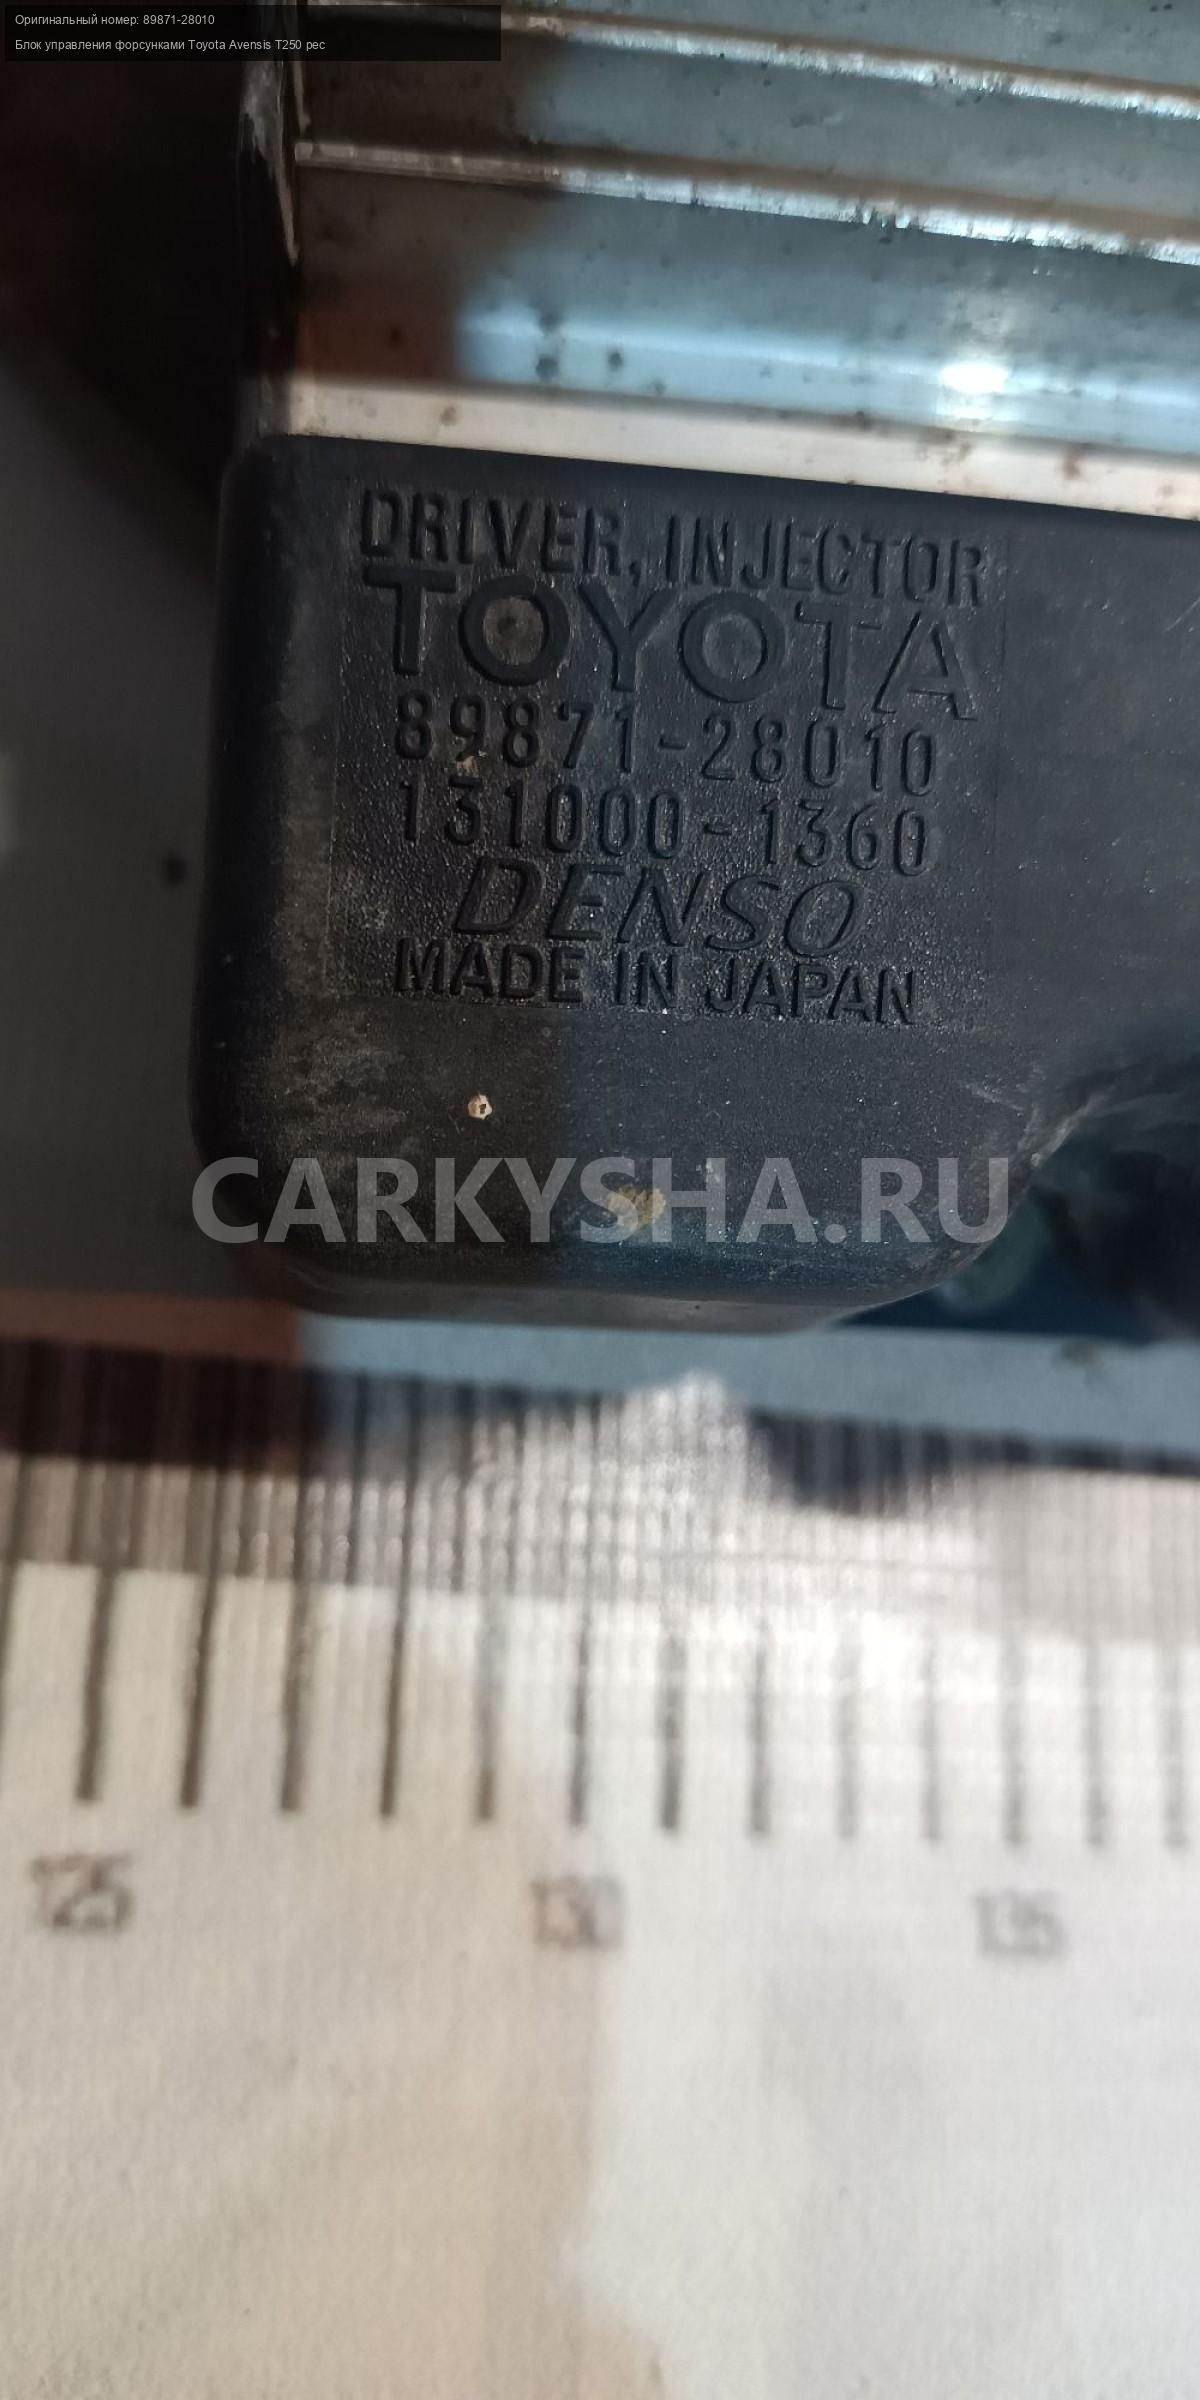 Оригинальный номер: 89871-28010
Блок управления форсунками Toyota Avensis T250 рес
DRIVER, INJECTOR
TOYOTA
89871-28010
131000-1360
DENSO
MADE IN JAPAN
CARKYSHA.RU
125 130 135